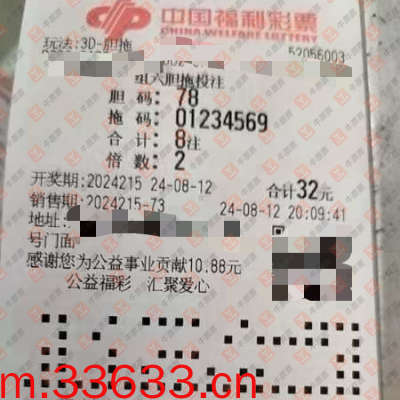 中国福利彩票
CHINA WELFARE LOTTERY
玩法:3D-胆拖
52056003
组六胆拖投注
胆 码: 78
拖 码: 01234569
合 计: 8注
倍 数: 2
开奖期:2024215 24-08-12 合计32元
销售期:2024215-73 24-08-12 20:09:41
地址:
号门面
感谢您为公益事业贡献10.88元
公益福彩 汇聚爱心
m.33633.cn